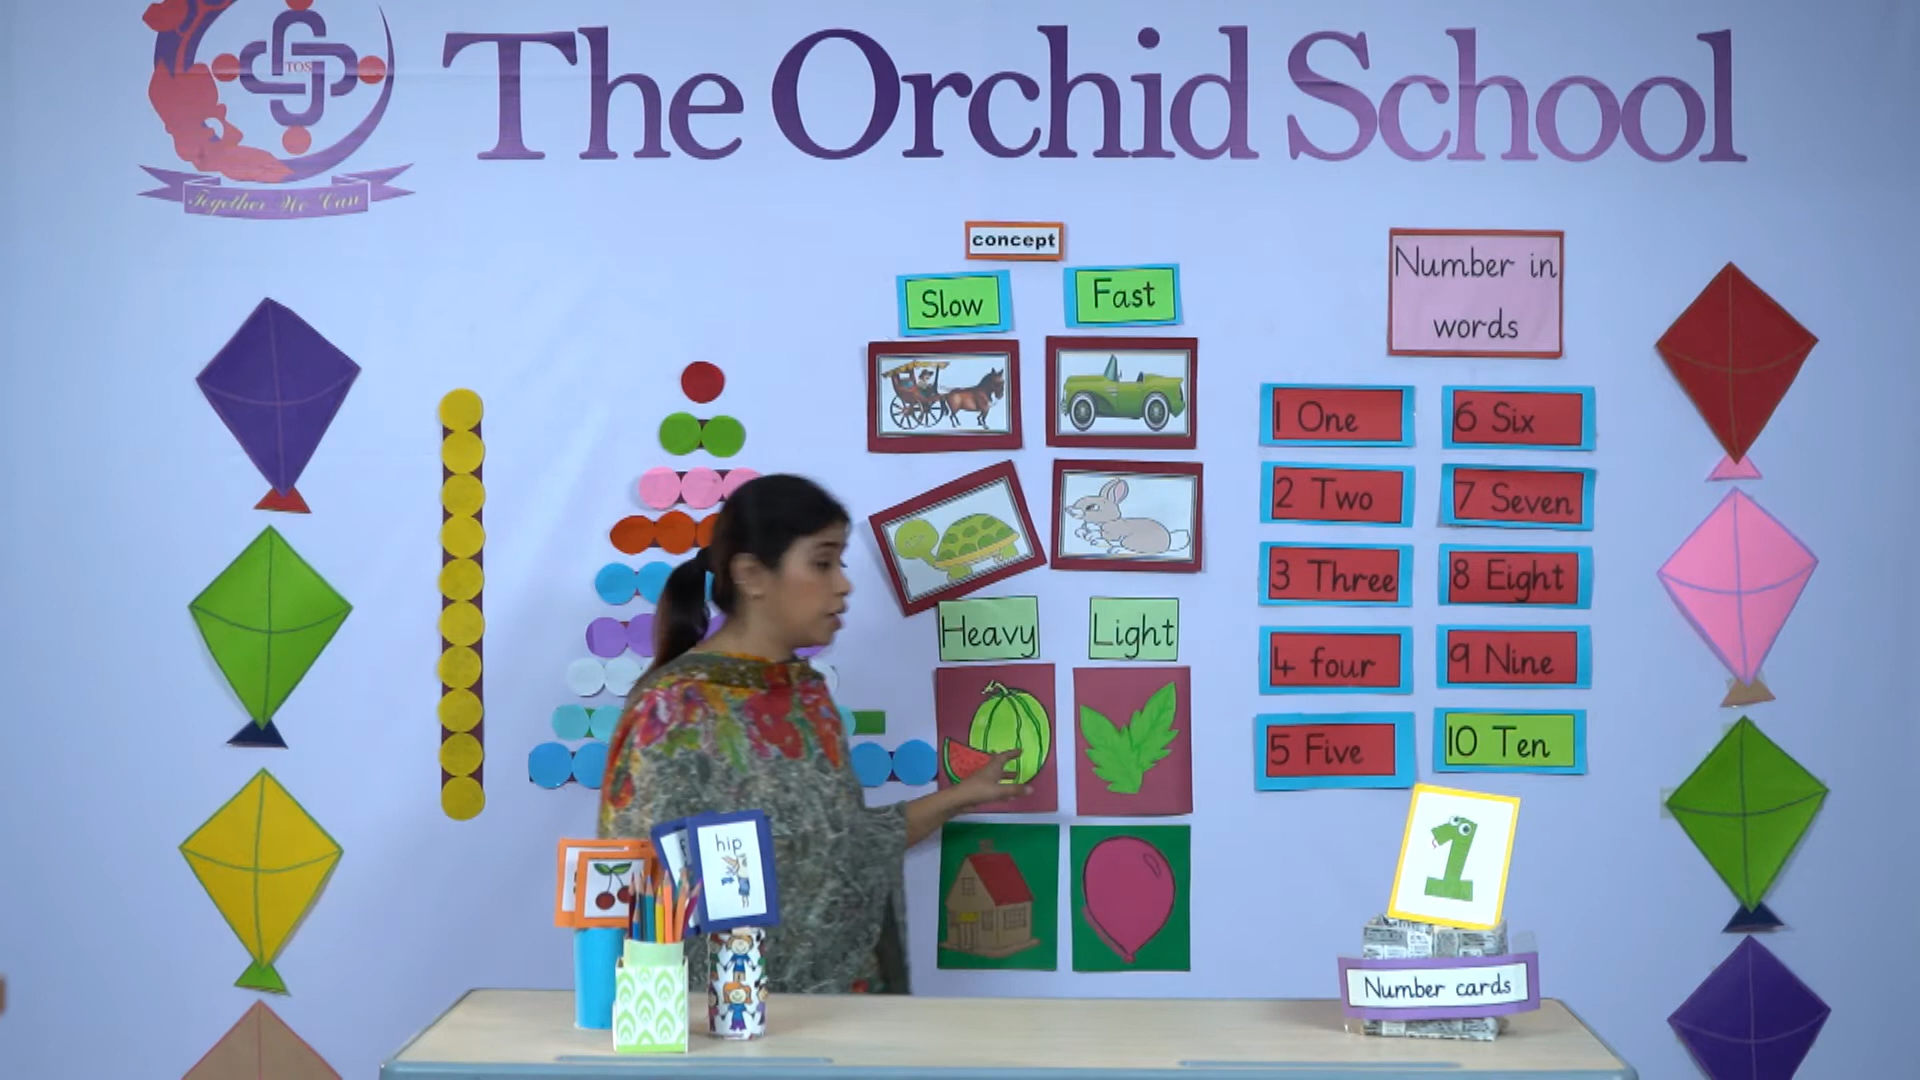 The Orchid School
TOS
Together We Can
concept
Slow
Fast
Number in
words
1 One
6 Six
2 Two
7 Seven
3 Three
8 Eight
4 four
9 Nine
5 Five
10 Ten
Heavy
Light
hip
1
Number cards